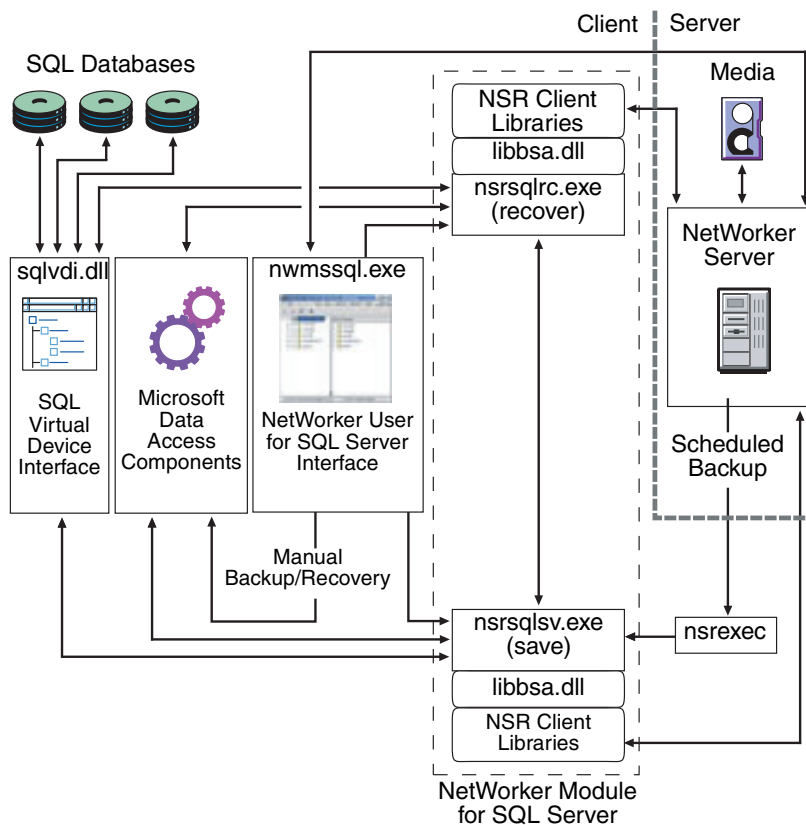 Client
Server
SQL Databases
Media
NSR Client
Libraries
libbsa.dll
nsrsqlrc.exe
(recover)
NetWorker
Server
sqlvdi.dll
nwmssql.exe
SQL
Virtual
Device
Interface
Microsoft
Data
Access
Components
NetWorker User
for SQL Server
Interface
Scheduled
Backup
Manual
Backup/Recovery
nsrsqlsv.exe
(save)
nsrexec
libbsa.dll
NSR Client
Libraries
NetWorker Module
for SQL Server